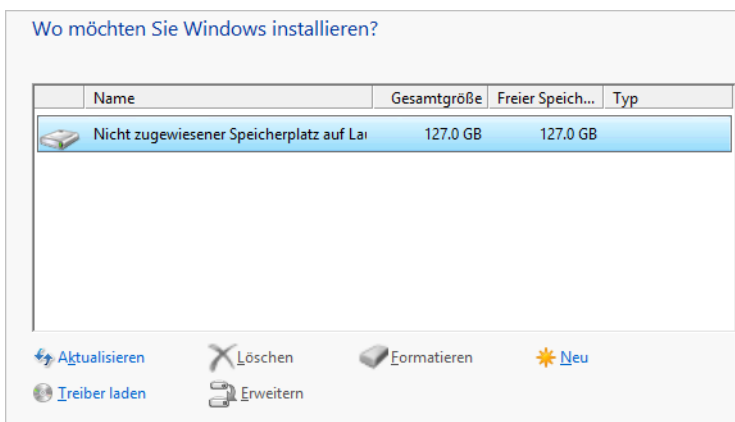 Wo möchten Sie Windows installieren?
Name Gesamtgröße Freier Speich... Typ
Nicht zugewiesener Speicherplatz auf Lau 127.0 GB 127.0 GB
Aktualisieren Löschen Formatieren Neu
Treiber laden Erweitern